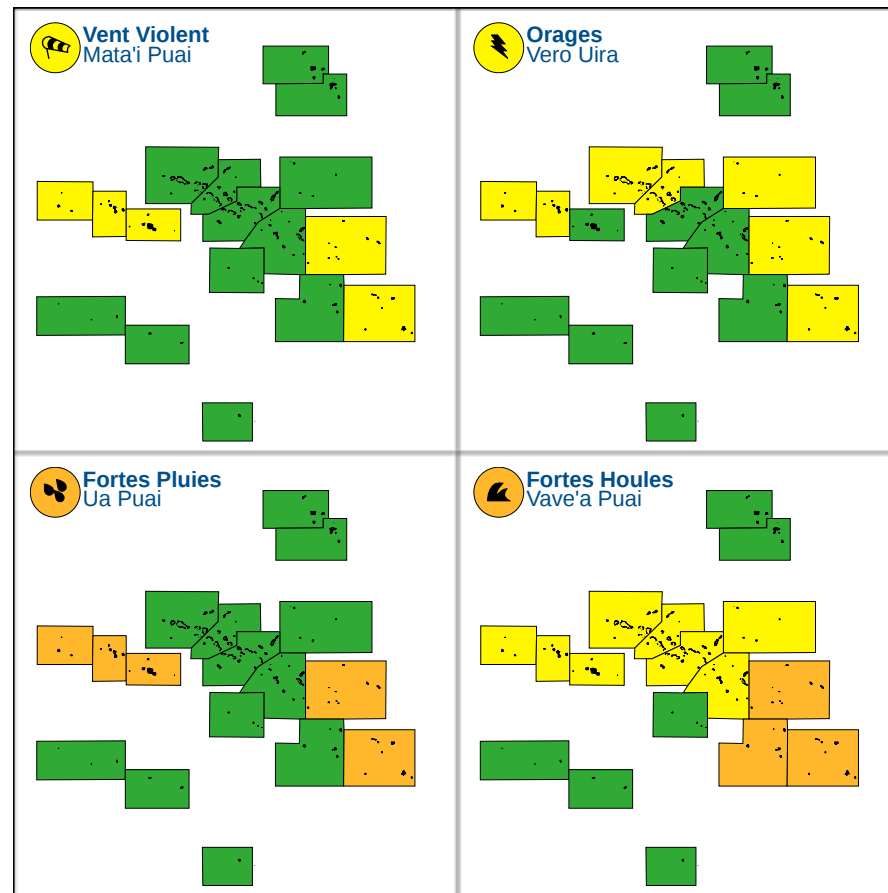 Vent Violent
Mata'i Puai
Orages
Vero Uira
Fortes Pluies
Ua Puai
Fortes Houles
Vave'a Puai